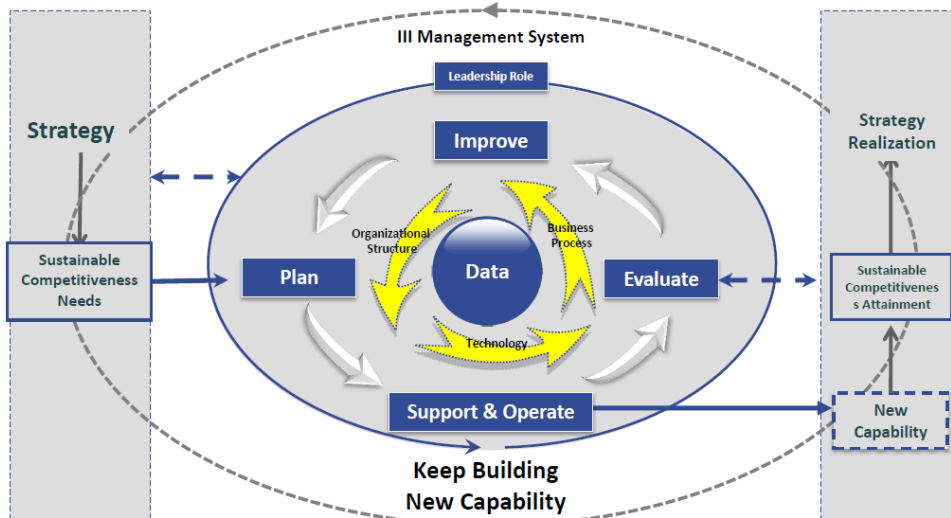 III Management System
Leadership Role
Strategy
Improve
Strategy
Realization
Organizational
Structure
Business
Process
Sustainable
Competitiveness
Needs
Plan
Data
Evaluate
Sustainable
Competitivenes
s Attainment
Technology
Support & Operate
New
Capability
Keep Building
New Capability